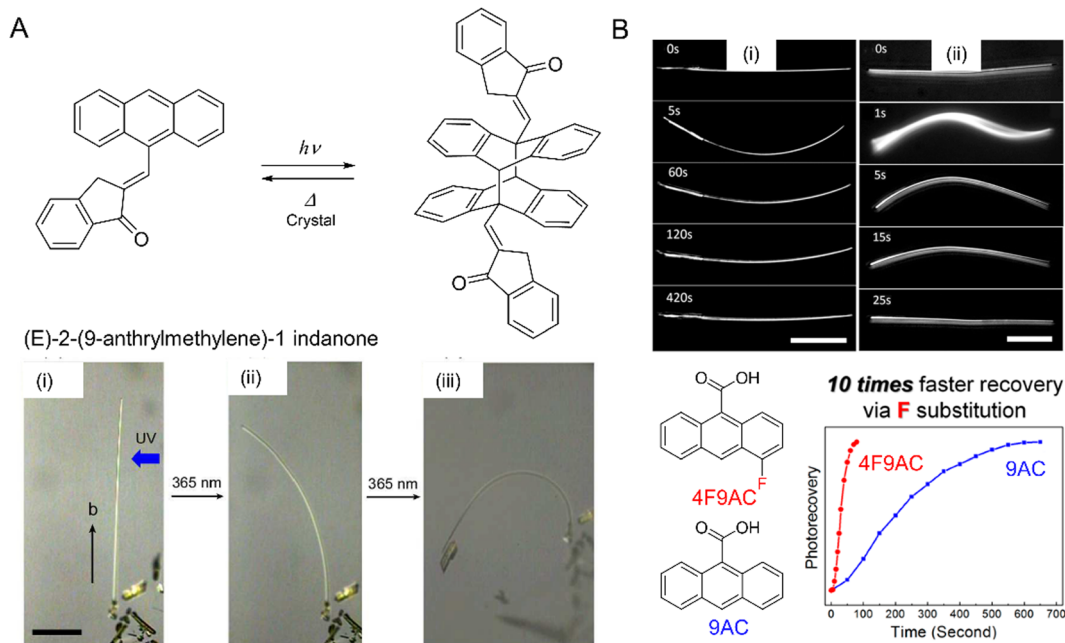 A
O
hν
Δ
Crystal
O
(E)-2-(9-anthrylmethylene)-1 indanone
(i)
UV
b
365 nm
(ii)
365 nm
(iii)
B
(i)
0s
5s
60s
120s
420s
(ii)
0s
1s
5s
15s
25s
O
OH
F
4F9AC
O
OH
9AC
10 times faster recovery
via F substitution
4F9AC
9AC
Photorecovery
0 100 200 300 400 500 600 700
Time (Second)